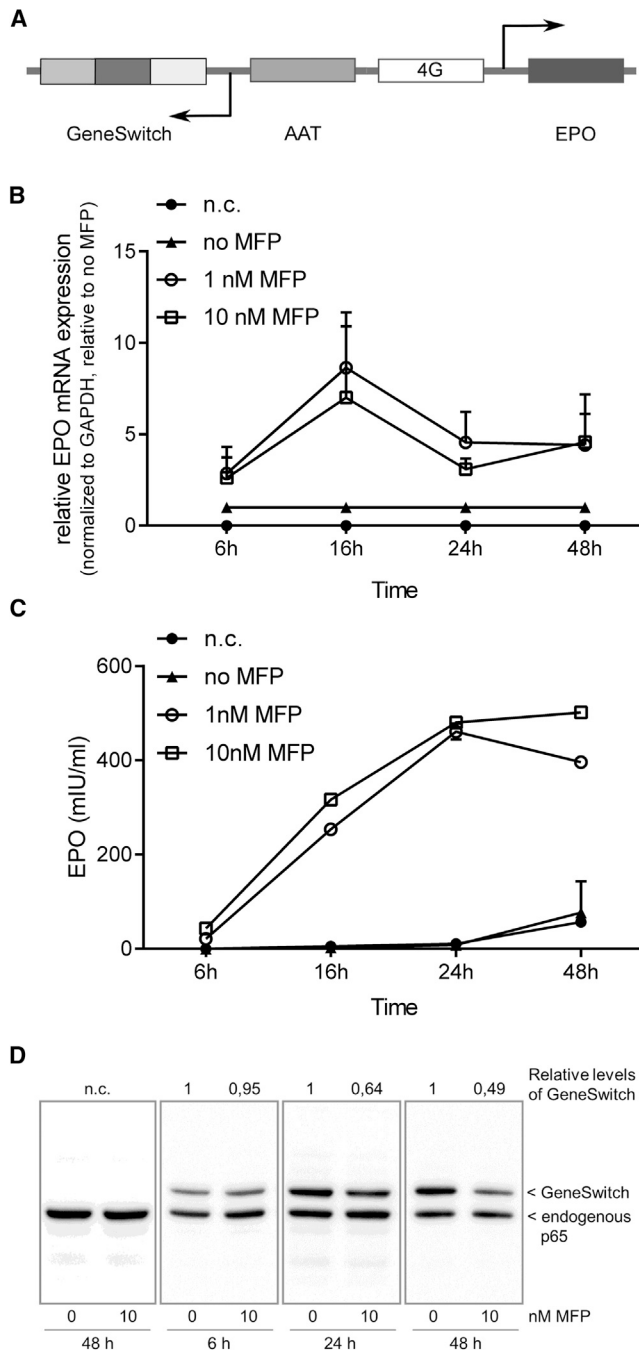 A
4G
GeneSwitch AAT EPO
B
n.c.
no MFP
1 nM MFP
10 nM MFP
relative EPO mRNA expression
(normalized to GAPDH, relative to no MFP)
15
10
5
0
6h 16h 24h 48h
Time
C
n.c.
no MFP
1nM MFP
10nM MFP
EPO (mIU/ml)
600
400
200
0
6h 16h 24h 48h
Time
D
n.c. 1 0,95 1 0,64 1 0,49
Relative levels
of GeneSwitch
< GeneSwitch
< endogenous
p65
0 10 0 10 0 10 0 10 nM MFP
48 h 6 h 24 h 48 h